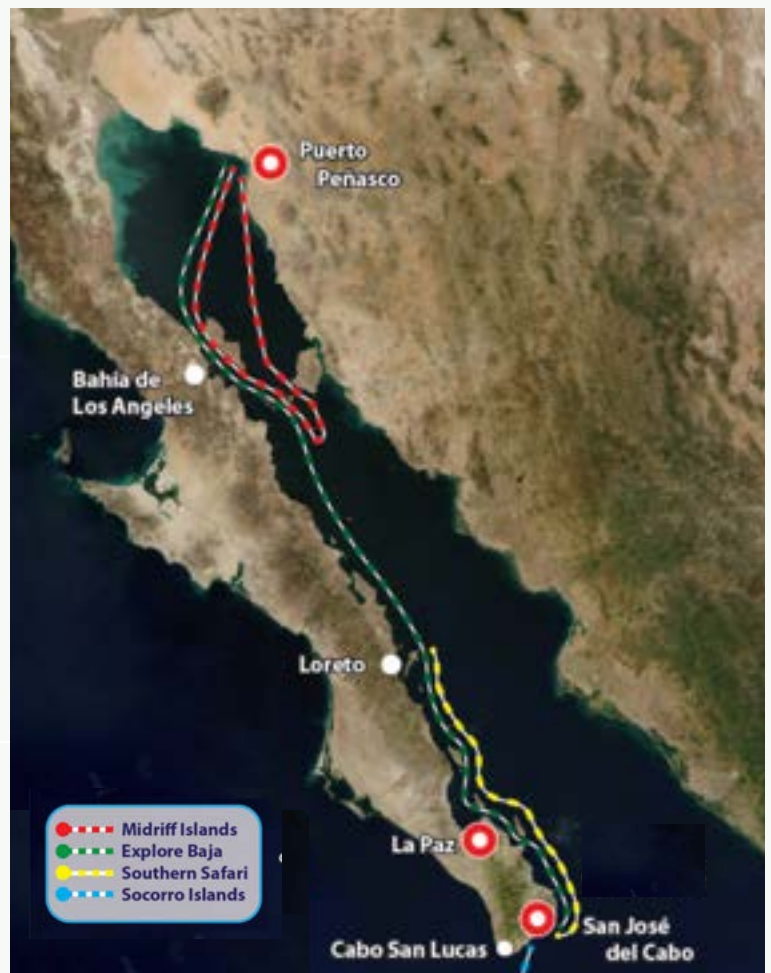 Puerto
Peñasco
Bahia de
Los Angeles
Loreto
La Paz
San José
del Cabo
Cabo San Lucas
Midriff Islands
Explore Baja
Southern Safari
Socorro Islands